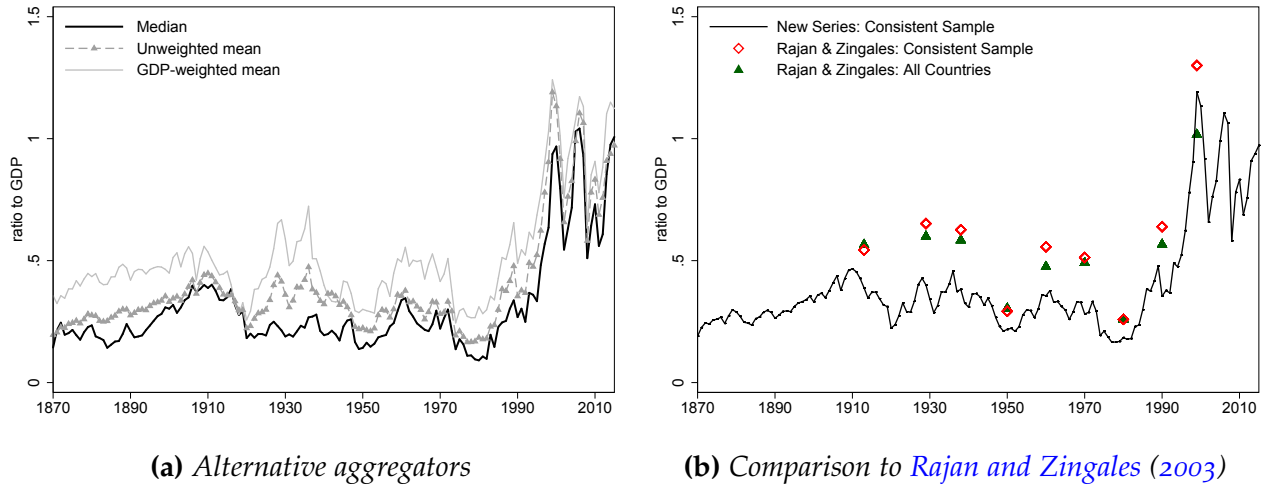 1.5
1
.5
0
ratio to GDP
Median
Unweighted mean
GDP-weighted mean
1870 1890 1910 1930 1950 1970 1990 2010
(a) Alternative aggregators
1.5
1
.5
0
ratio to GDP
New Series: Consistent Sample
Rajan & Zingales: Consistent Sample
Rajan & Zingales: All Countries
1870 1890 1910 1930 1950 1970 1990 2010
(b) Comparison to Rajan and Zingales (2003)